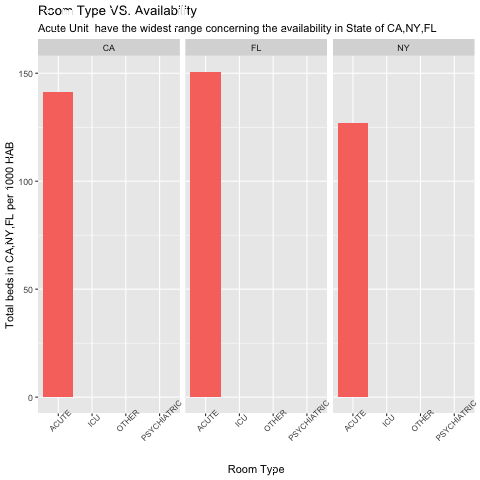 Room Type VS. Availability
Acute Unit  have the widest range concerning the availability in State of CA,NY,FL
CA
FL
NY
Total beds in CA,NY,FL per 1000 HAB
150
100
50
0
ACUTE
ICU
OTHER
PSYCHIATRIC
ACUTE
ICU
OTHER
PSYCHIATRIC
ACUTE
ICU
OTHER
PSYCHIATRIC
Room Type